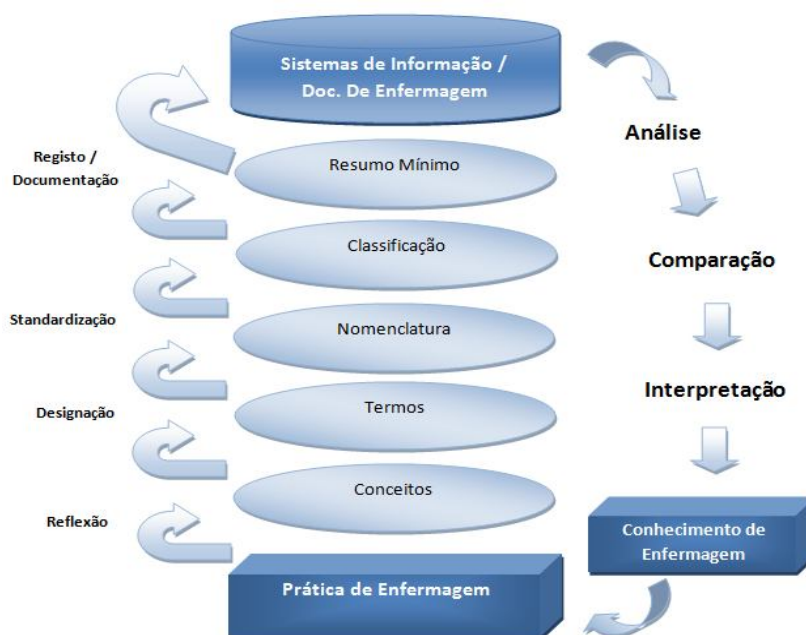 Sistemas de Informação /
Doc. De Enfermagem
Análise
Registo /
Documentação
Resumo Mínimo
Classificação
Comparação
Standardização
Nomenclatura
Interpretação
Designação
Termos
Conceitos
Reflexão
Conhecimento de
Enfermagem
Prática de Enfermagem